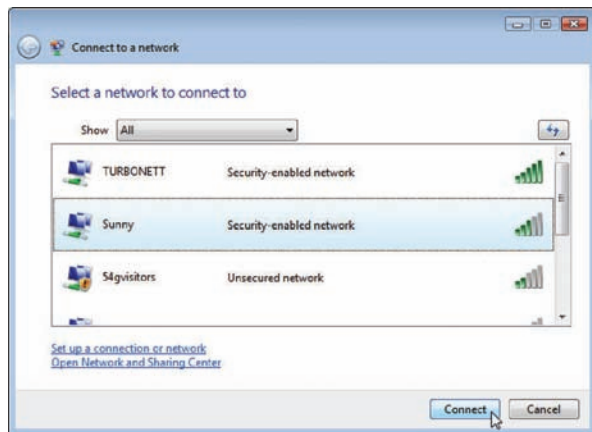 Connect to a network
Select a network to connect to
Show All
TURBONETT Security-enabled network
Sunny Security-enabled network
54gvisitors Unsecured network
Set up a connection or network
Open Network and Sharing Center
Connect Cancel